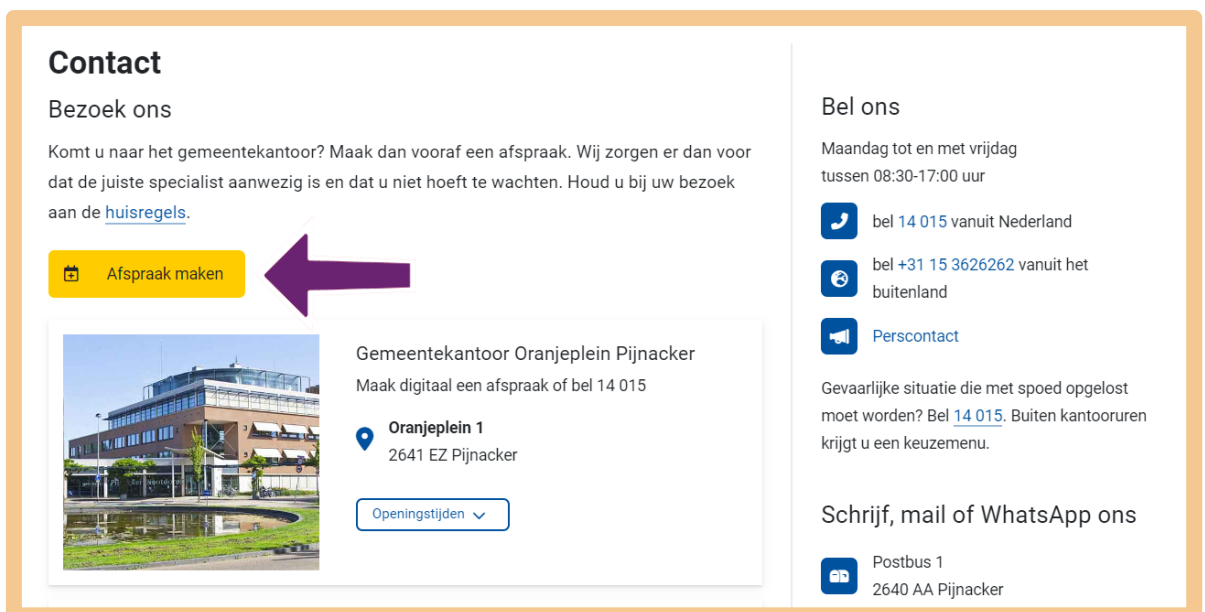 Contact
Bezoek ons
Komt u naar het gemeentekantoor? Maak dan vooraf een afspraak. Wij zorgen er dan voor
dat de juiste specialist aanwezig is en dat u niet hoeft te wachten. Houd u bij uw bezoek
aan de huisregels.
Afspraak maken
Gemeentekantoor Oranjeplein Pijnacker
Maak digitaal een afspraak of bel 14 015
Oranjeplein 1
2641 EZ Pijnacker
Openingstijden
Bel ons
Maandag tot en met vrijdag
tussen 08:30-17:00 uur
bel 14 015 vanuit Nederland
bel +31 15 3626262 vanuit het
buitenland
Perscontact
Gevaarlijke situatie die met spoed opgelost
moet worden? Bel 14 015. Buiten kantooruren
krijgt u een keuzemenu.
Schrijf, mail of WhatsApp ons
Postbus 1
2640 AA Pijnacker